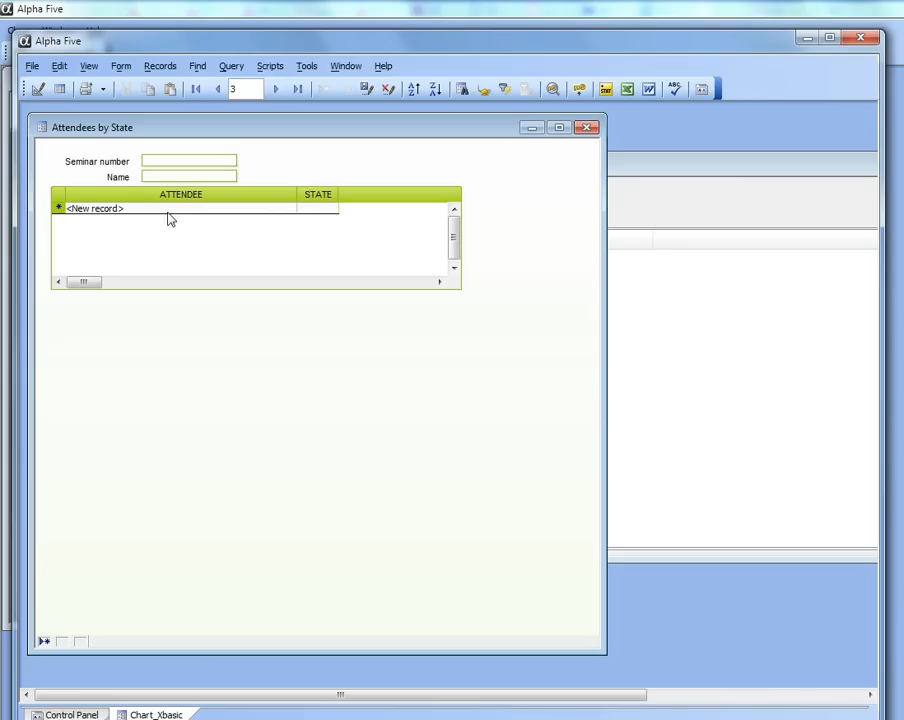 Alpha Five
Alpha Five
File Edit View Form Records Find Query Scripts Tools Window Help
3
Attendees by State
Seminar number
Name
ATTENDEE STATE
* <New record>
Control Panel Chart_Xbasic